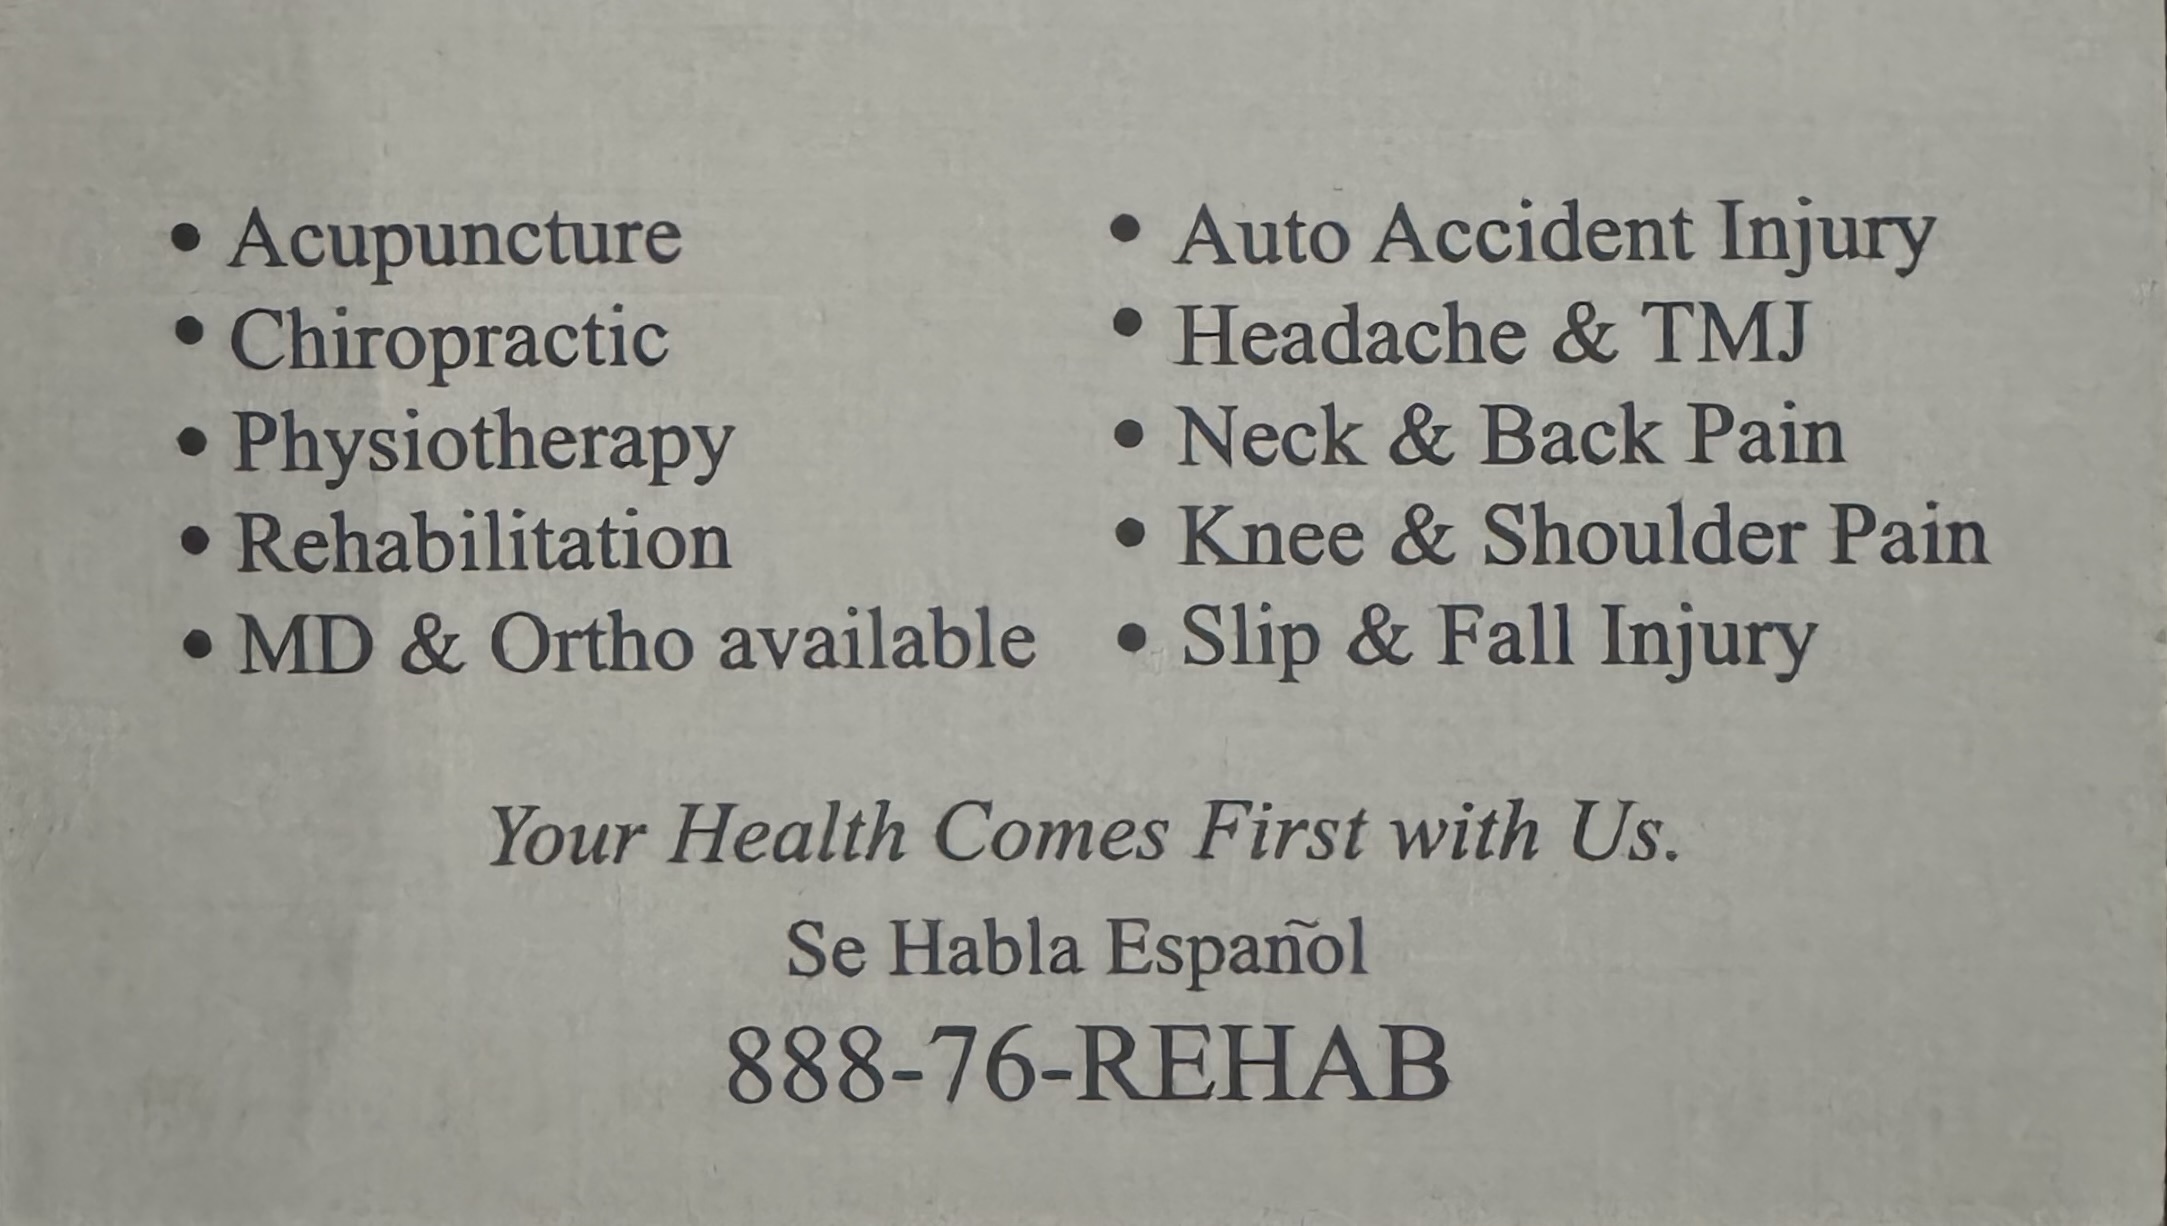 • Acupuncture
• Chiropractic
• Physiotherapy
• Rehabilitation
• MD & Ortho available
• Auto Accident Injury
• Headache & TMJ
• Neck & Back Pain
• Knee & Shoulder Pain
• Slip & Fall Injury
Your Health Comes First with Us.
Se Habla Español
888-76-REHAB